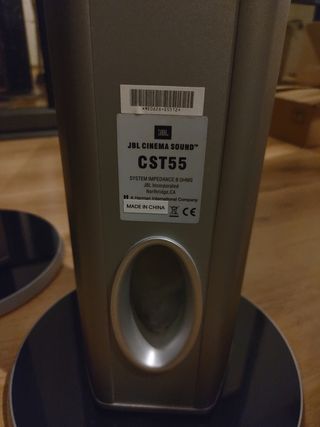 JBL
JBL CINEMA SOUND™
CST55
SYSTEM IMPEDANCE 8 OHMS
JBL Incorporated
Northridge, CA
A Harman International Company
MADE IN CHINA
CE